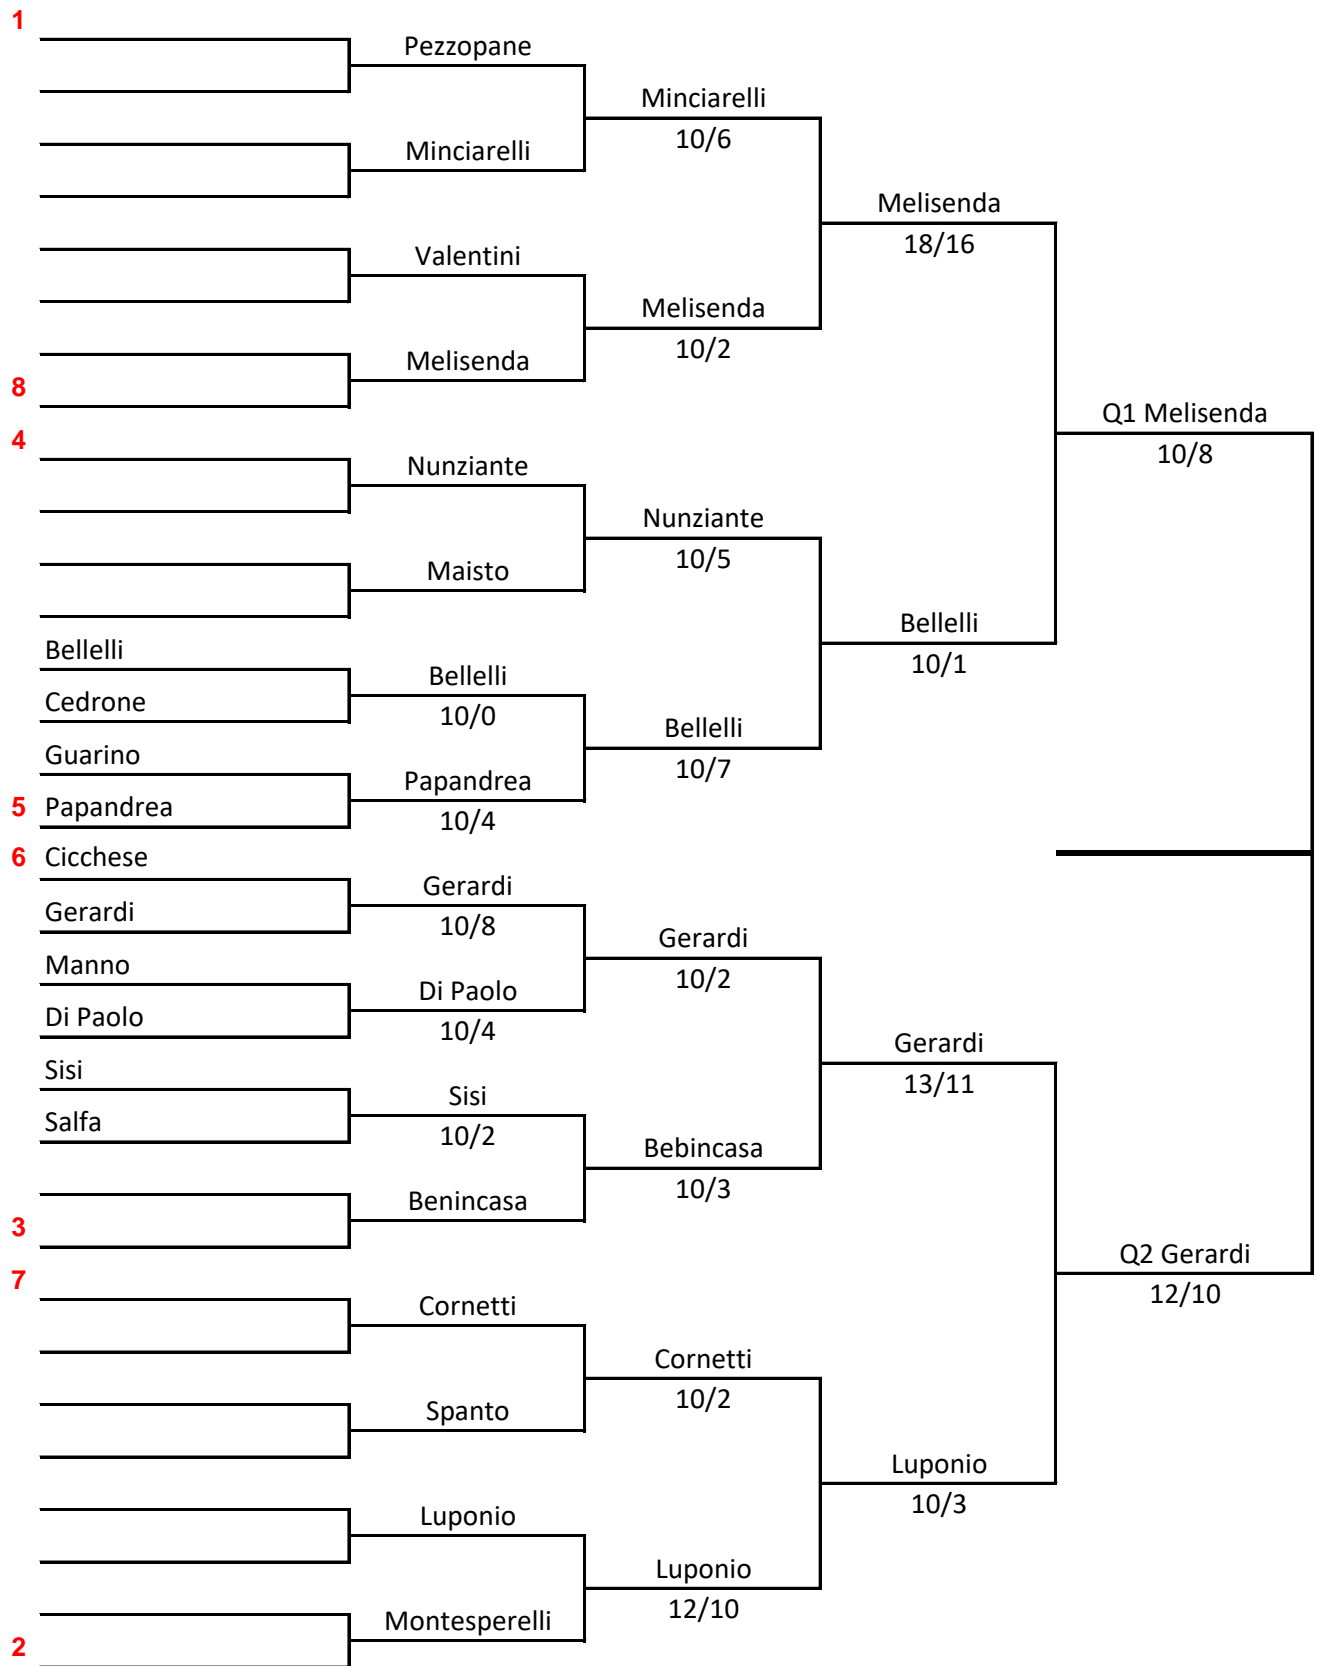 1
Pezzopane
Minciarelli
10/6
Minciarelli
Melisenda
18/16
Valentini
Melisenda
10/2
Melisenda
8
Q1 Melisenda
10/8
4
Nunziante
Nunziante
10/5
Maisto
Bellelli
10/1
Bellelli
Cedrone
Bellelli
10/0
Bellelli
10/7
Guarino
5 Papandrea
Papandrea
10/4
6 Cicchese
Gerardi
Gerardi
10/8
Gerardi
10/2
Manno
Di Paolo
Di Paolo
10/4
Gerardi
13/11
Sisi
Salfa
Sisi
10/2
Bebincasa
10/3
Benincasa
3
Q2 Gerardi
12/10
7
Cornetti
Cornetti
10/2
Spanto
Luponio
10/3
Luponio
Luponio
12/10
Montesperelli
2